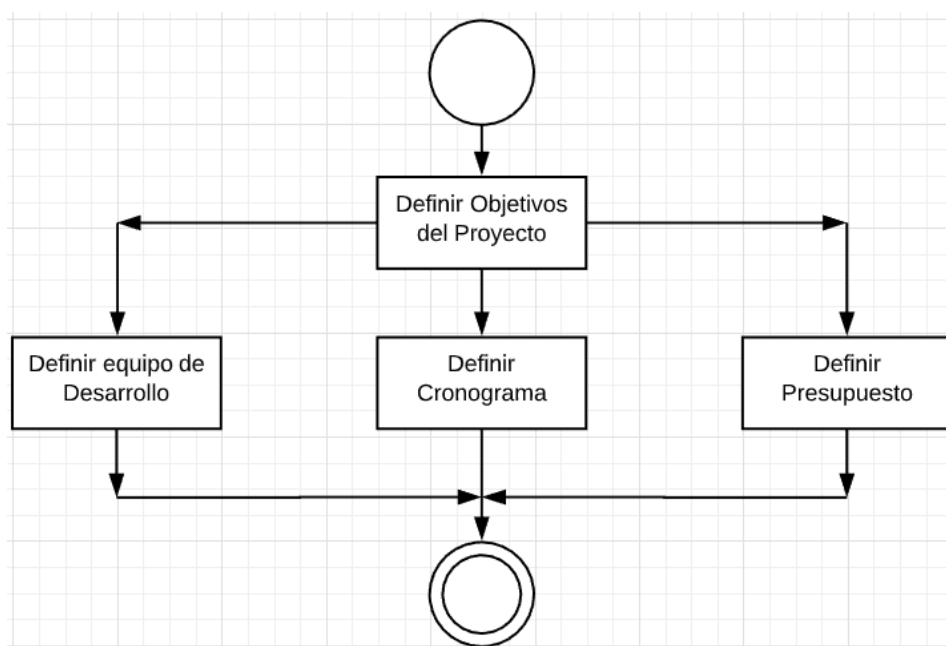 Definir Objetivos
del Proyecto
Definir equipo de
Desarrollo
Definir
Cronograma
Definir
Presupuesto